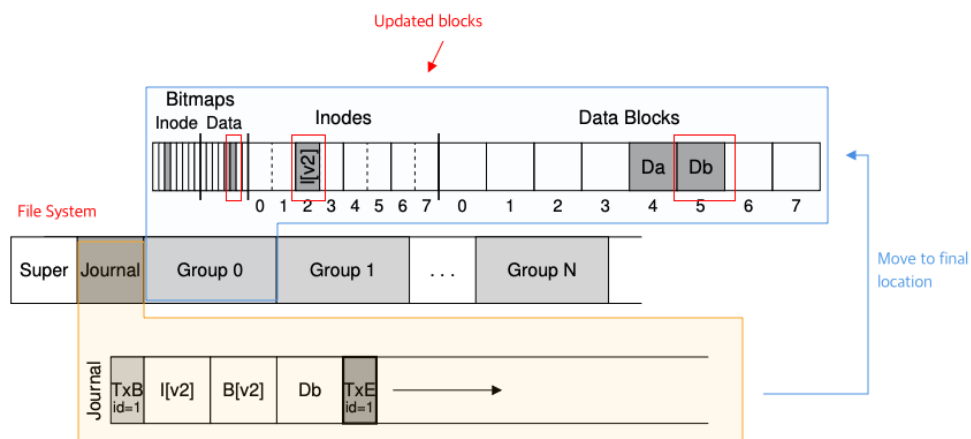 Updated blocks
Bitmaps
Inode Data
Inodes
Data Blocks
I[v2]
Da
Db
0 1 2 3 4 5 6 7
0 1 2 3 4 5 6 7
File System
Super
Journal
Group 0
Group 1
. . .
Group N
Move to final
location
Journal
TxB
id=1
I[v2]
B[v2]
Db
TxE
id=1